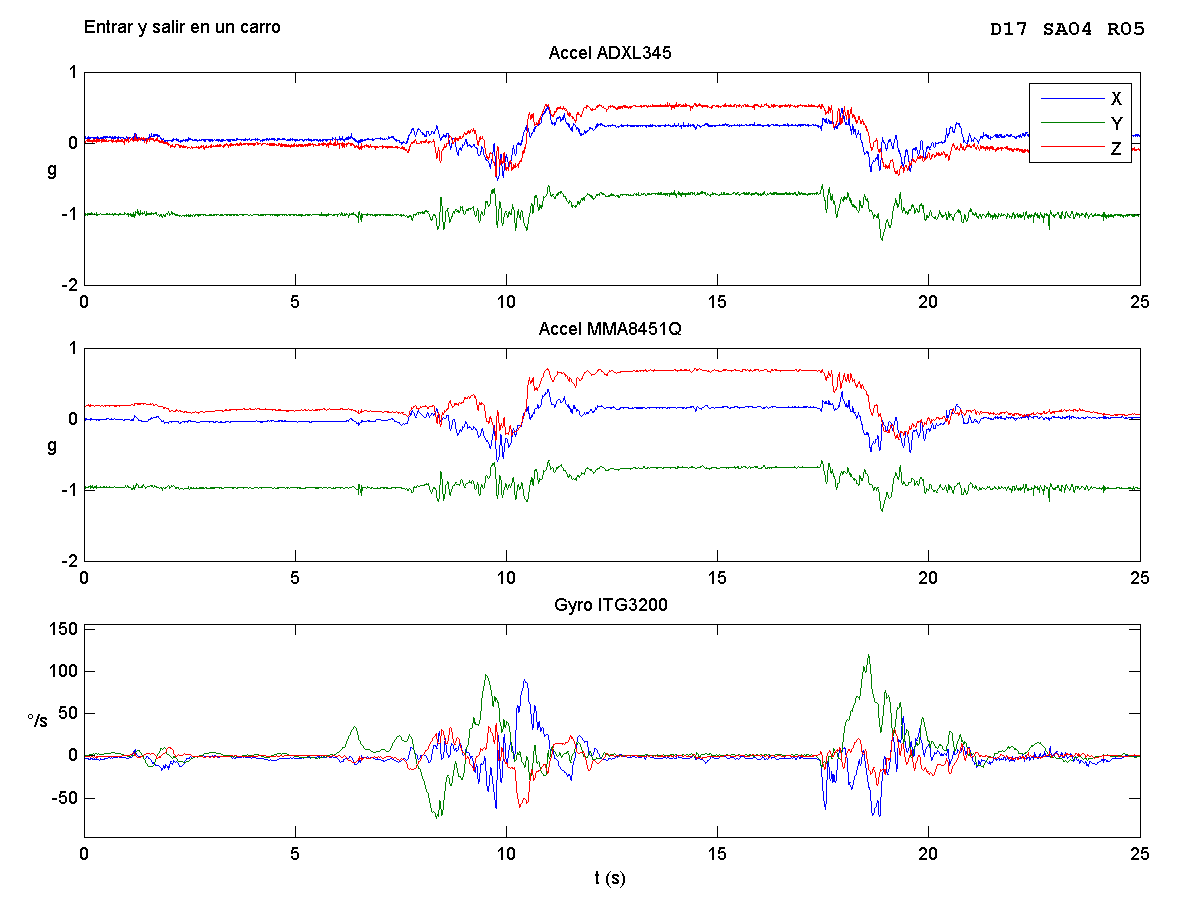 Entrar y salir en un carro
D17 SA04 R05
Accel ADXL345
1
0
-1
-2
g
X
Y
Z
0 5 10 15 20 25
Accel MMA8451Q
1
0
-1
-2
g
0 5 10 15 20 25
Gyro ITG3200
150
100
50
0
-50
°/s
0 5 10 15 20 25
t (s)